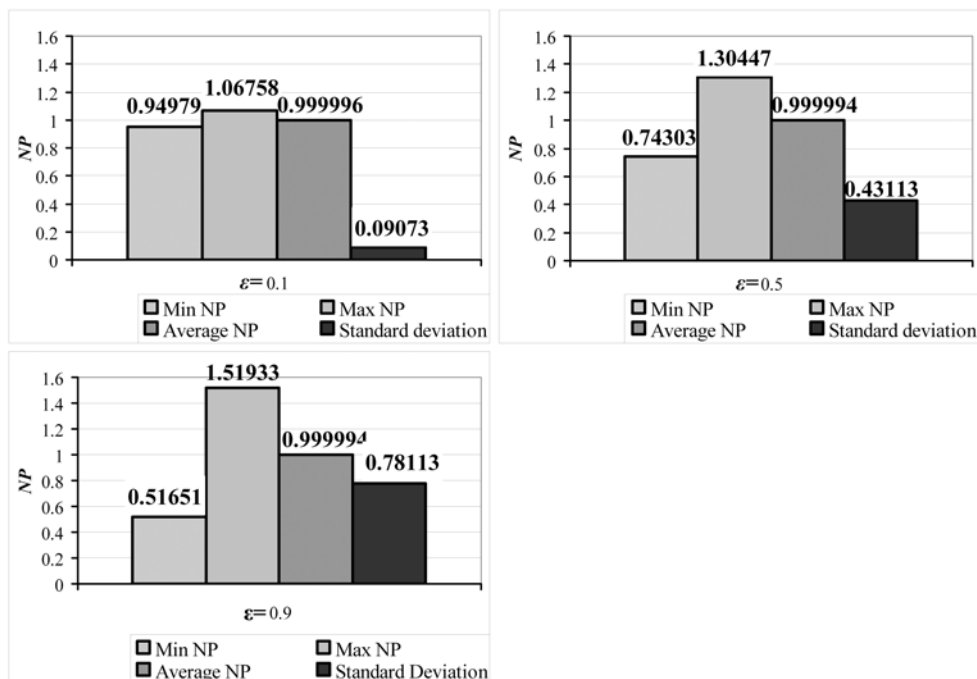 1.6
1.4
1.2
1
0.8
0.6
0.4
0.2
0
NP
0.94979
1.06758
0.999996
0.09073
ε= 0.1
Min NP
Max NP
Average NP
Standard deviation
1.6
1.4
1.2
1
0.8
0.6
0.4
0.2
0
NP
0.74303
1.30447
0.999994
0.43113
ε=0.5
Min NP
Max NP
Average NP
Standard deviation
1.6
1.4
1.2
1
0.8
0.6
0.4
0.2
0
NP
0.51651
1.51933
0.999994
0.78113
ε= 0.9
Min NP
Max NP
Average NP
Standard Deviation